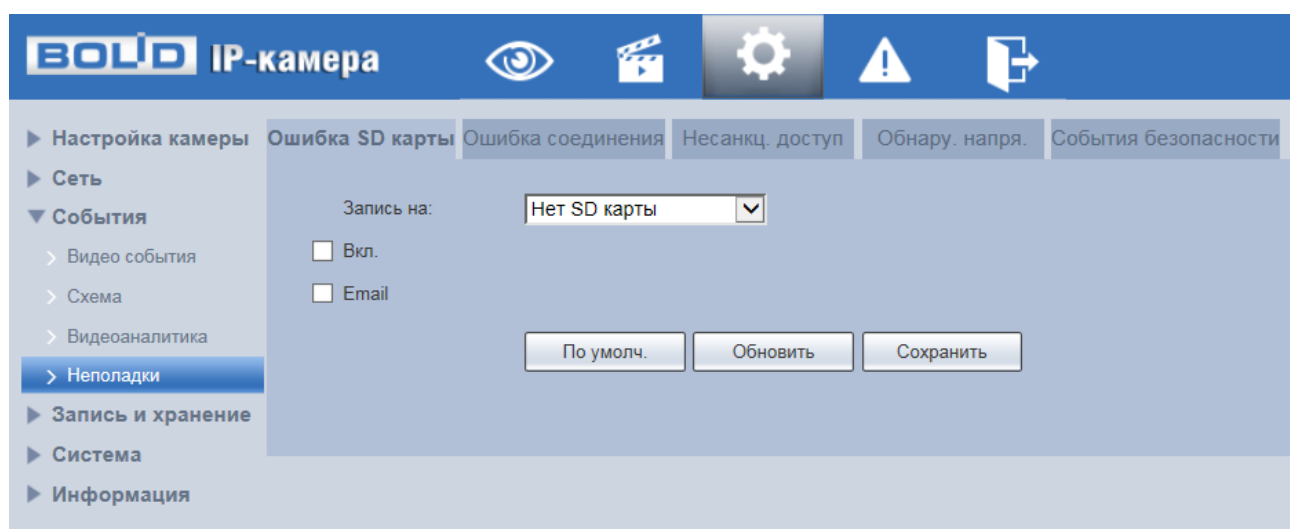 BOLID IP-камера
Настройка камеры
Ошибка SD карты Ошибка соединения Несанкц. доступ Обнару. напря. События безопасности
Сеть
События
Видео события
Схема
Видеоаналитика
Неполадки
Запись и хранение
Система
Информация
Запись на: Нет SD карты
Вкл.
Email
По умолч. Обновить Сохранить